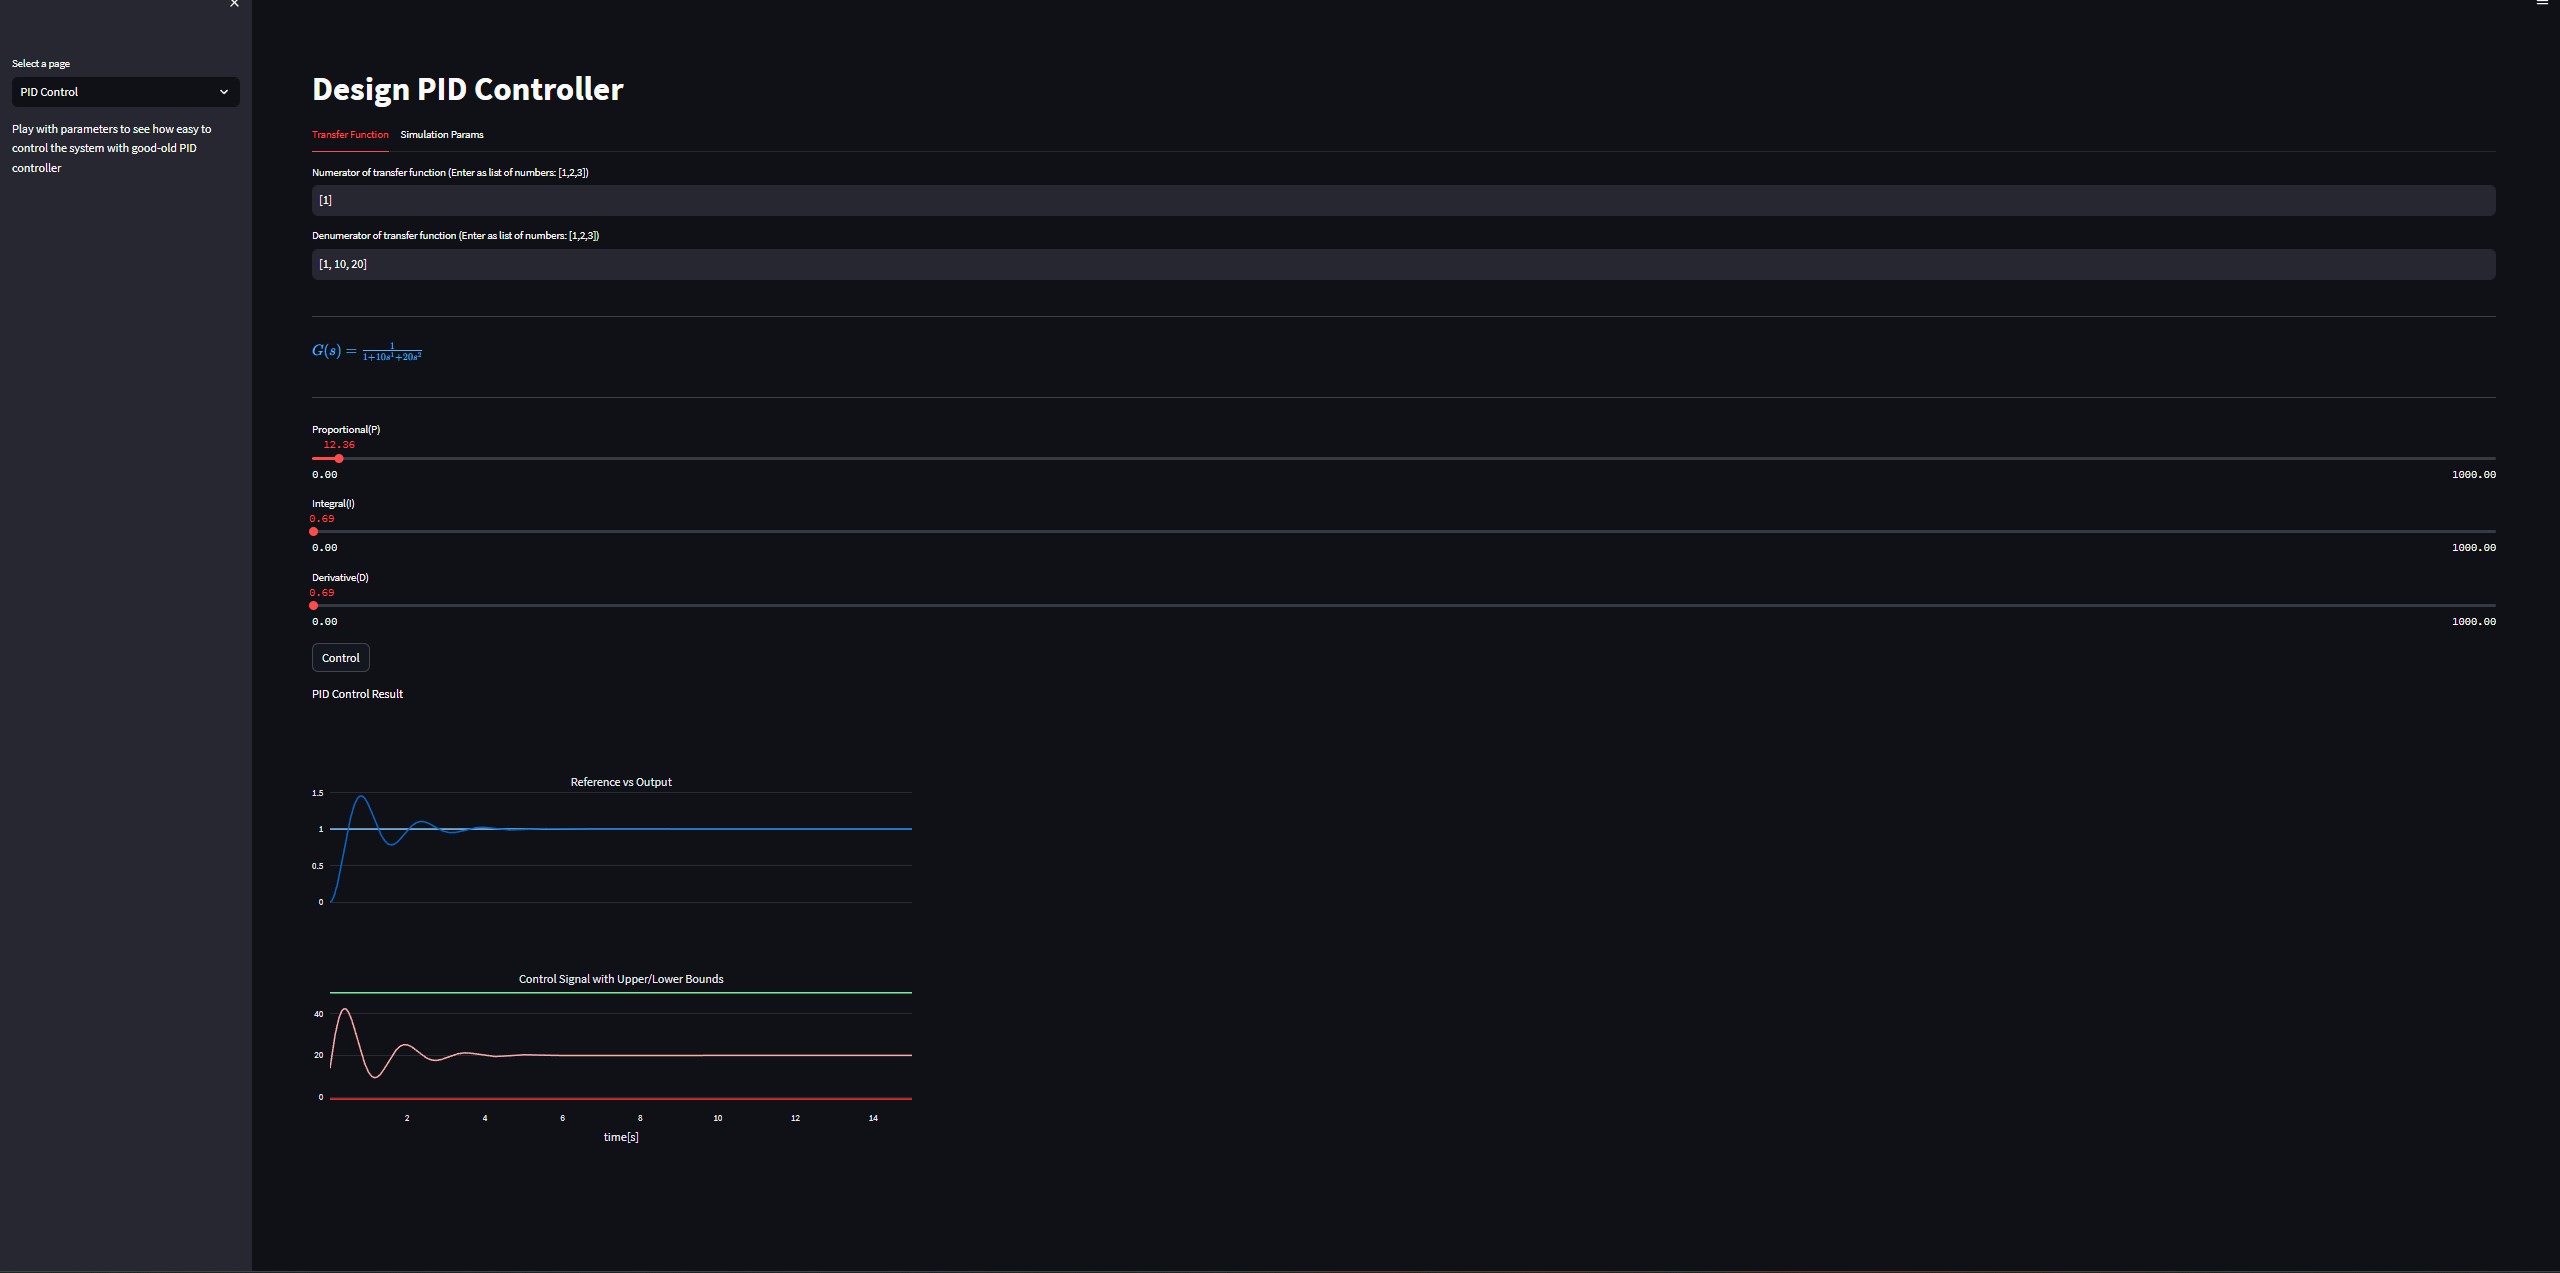 Select a page
PID Control
Play with parameters to see how easy to
control the system with good-old PID
controller
Design PID Controller
Transfer Function Simulation Params
Numerator of transfer function (Enter as list of numbers: [1,2,3])
[1]
Denumerator of transfer function (Enter as list of numbers: [1,2,3])
[1, 10, 20]
G(s) = 1 / 1+10s¹+20s²
Proportional(P)
12.36
0.00 1000.00
Integral(I)
0.69
0.00 1000.00
Derivative(D)
0.69
0.00 1000.00
Control
PID Control Result
Reference vs Output
1.5
1
0.5
0
Control Signal with Upper/Lower Bounds
40
20
0
2 4 6 8 10 12 14
time[s]